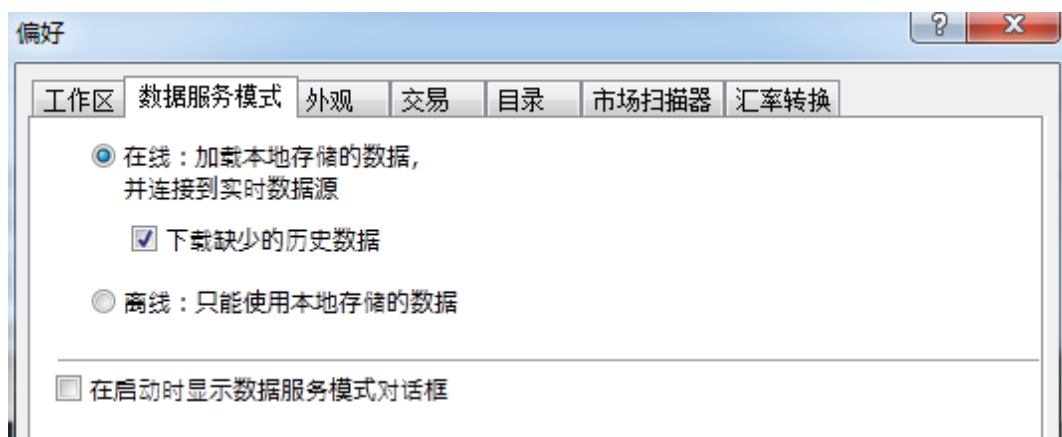 偏好
工作区 数据服务模式 外观 交易 目录 市场扫描器 汇率转换
在线：加载本地存储的数据，
并连接到实时数据源
下载缺少的历史数据
离线：只能使用本地存储的数据
在启动时显示数据服务模式对话框